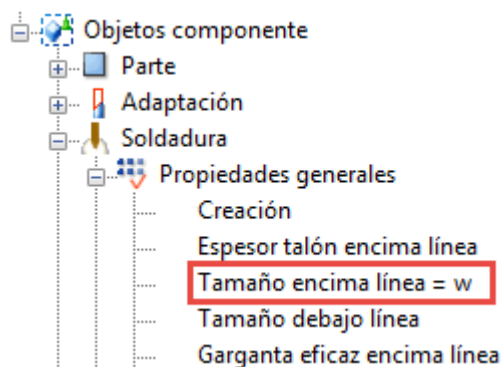 Objetos componente
Parte
Adaptación
Soldadura
Propiedades generales
Creación
Espesor talón encima línea
Tamaño encima línea = w
Tamaño debajo línea
Garganta eficaz encima línea